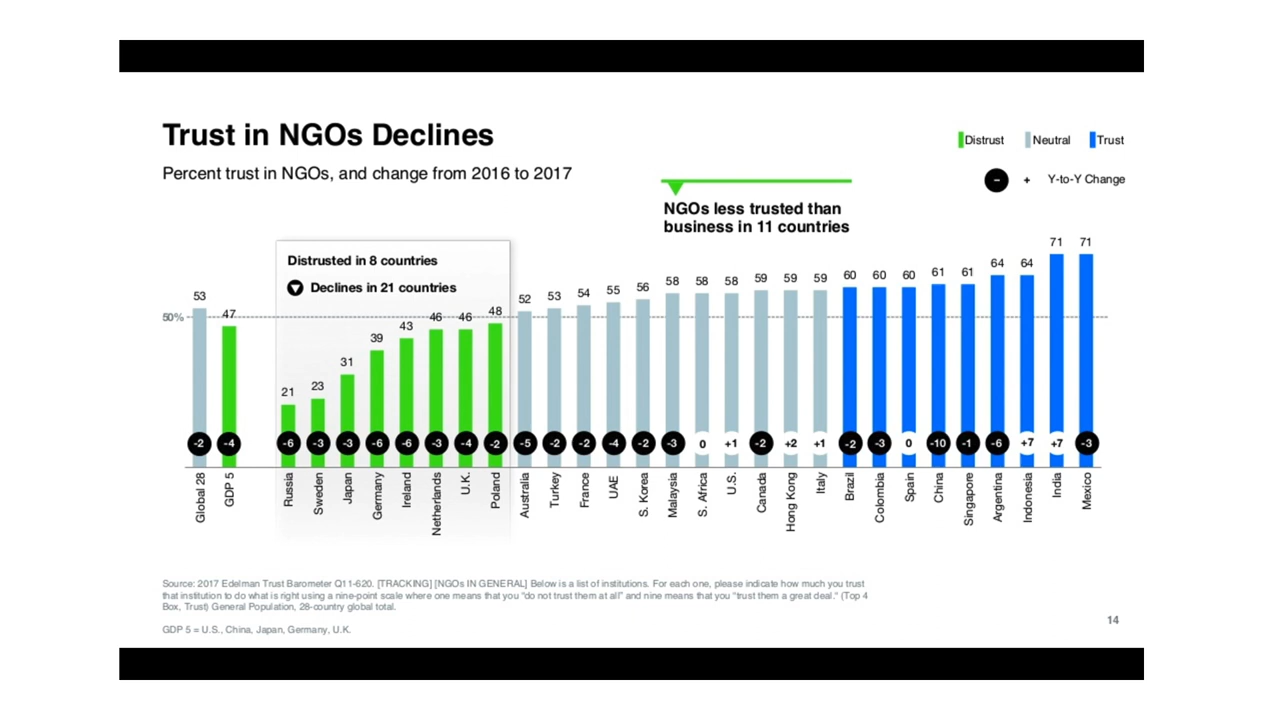 Trust in NGOs Declines
Percent trust in NGOs, and change from 2016 to 2017
Distrust Neutral Trust
– + Y-to-Y Change
NGOs less trusted than
business in 11 countries
Distrusted in 8 countries
Declines in 21 countries
50%
53 47 21 23 31 39 43 46 46 48 52 53 54 55 56 58 58 58 59 59 59 60 60 60 61 61 64 64 71 71
-2 -4 -6 -3 -3 -6 -6 -3 -4 -2 -5 -2 -2 -4 -2 -3 0 +1 -2 +2 +1 -2 -3 0 -10 -1 -6 +7 +7 -3
Global 28
GDP 5
Russia
Sweden
Japan
Germany
Ireland
Netherlands
U.K.
Poland
Australia
Turkey
France
UAE
S. Korea
Malaysia
S. Africa
U.S.
Canada
Hong Kong
Italy
Brazil
Colombia
Spain
China
Singapore
Argentina
Indonesia
India
Mexico
Source: 2017 Edelman Trust Barometer Q11-620. [TRACKING] [NGOs IN GENERAL] Below is a list of institutions. For each one, please indicate how much you trust
that institution to do what is right using a nine-point scale where one means that you “do not trust them at all” and nine means that you “trust them a great deal.” (Top 4
Box, Trust) General Population, 28-country global total.
GDP 5 = U.S., China, Japan, Germany, U.K.
14